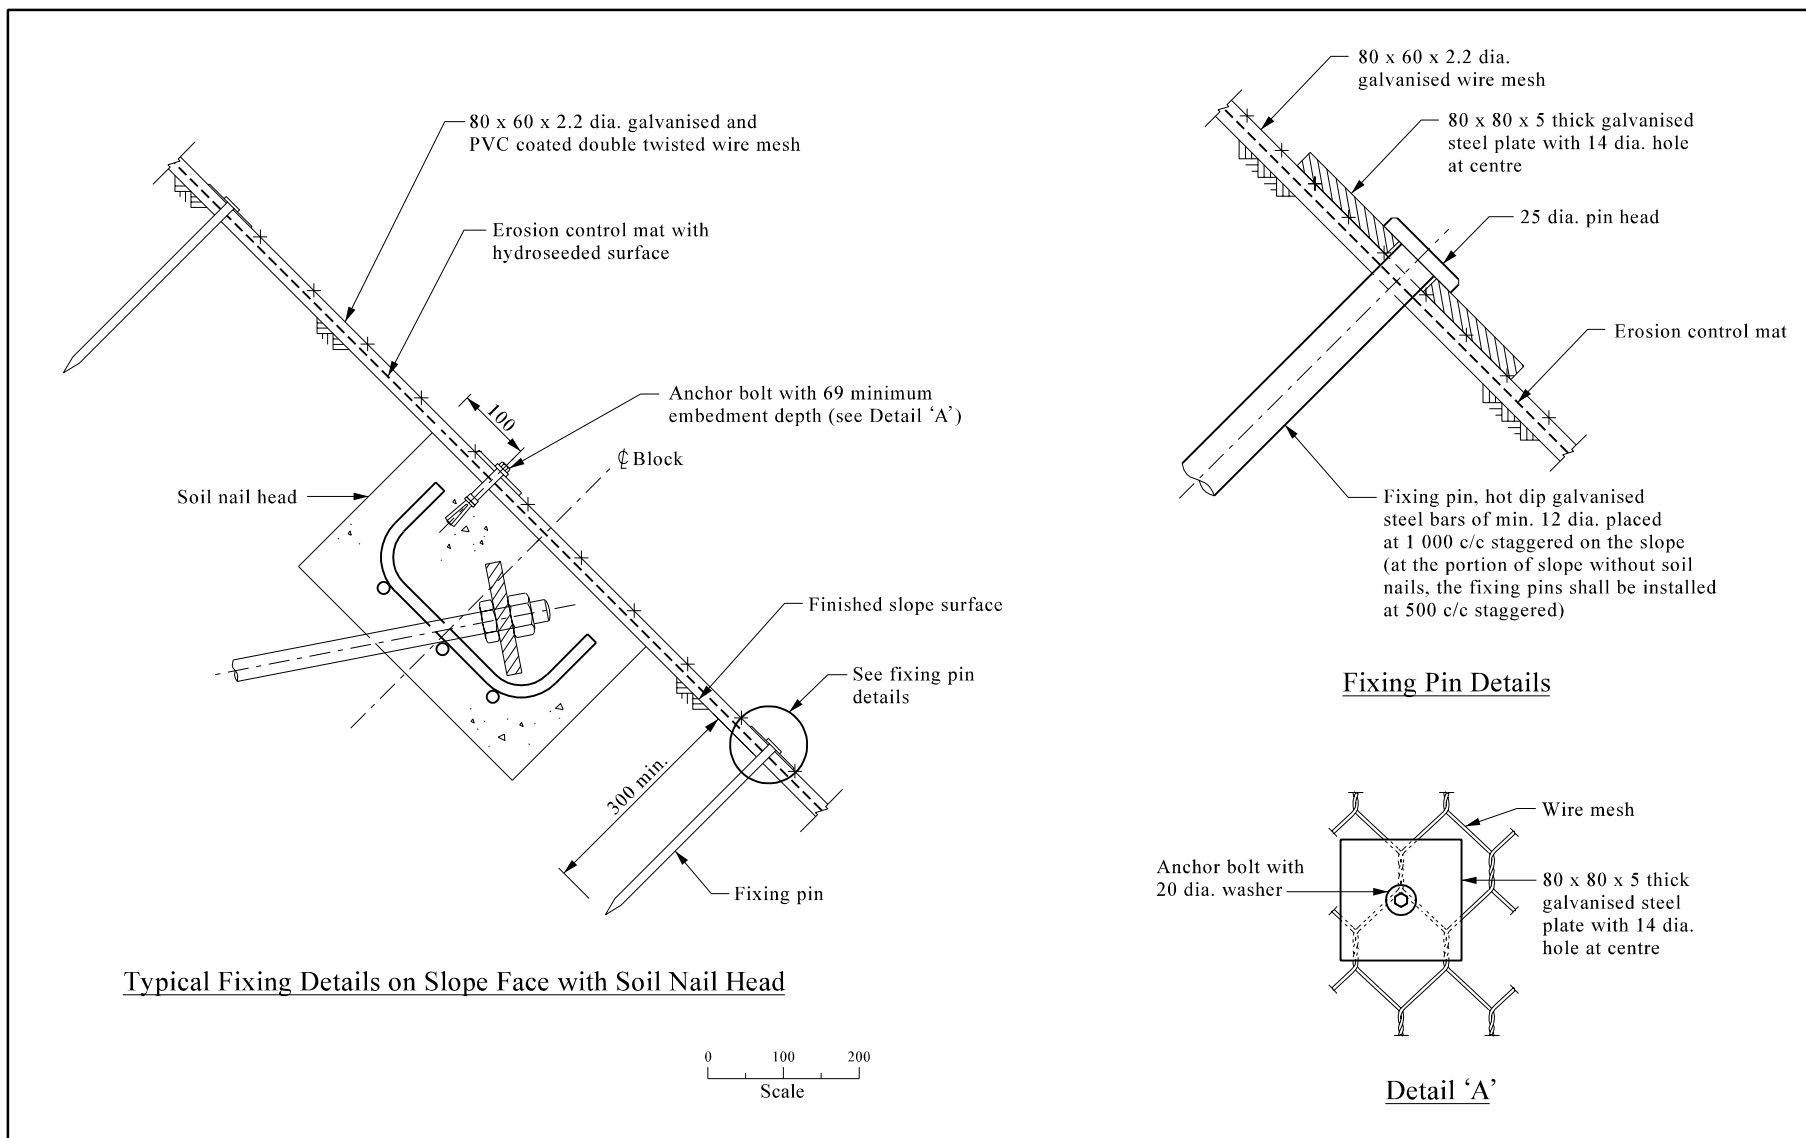 80 x 60 x 2.2 dia. galvanised and
PVC coated double twisted wire mesh
Erosion control mat with
hydroseeded surface
Anchor bolt with 69 minimum
embedment depth (see Detail ‘A’)
100
℄ Block
Soil nail head
Finished slope surface
See fixing pin
details
300 min.
Fixing pin
Typical Fixing Details on Slope Face with Soil Nail Head
0 100 200
Scale
80 x 60 x 2.2 dia.
galvanised wire mesh
80 x 80 x 5 thick galvanised
steel plate with 14 dia. hole
at centre
25 dia. pin head
Erosion control mat
Fixing pin, hot dip galvanised
steel bars of min. 12 dia. placed
at 1 000 c/c staggered on the slope
(at the portion of slope without soil
nails, the fixing pins shall be installed
at 500 c/c staggered)
Fixing Pin Details
Wire mesh
Anchor bolt with
20 dia. washer
80 x 80 x 5 thick
galvanised steel
plate with 14 dia.
hole at centre
Detail ‘A’